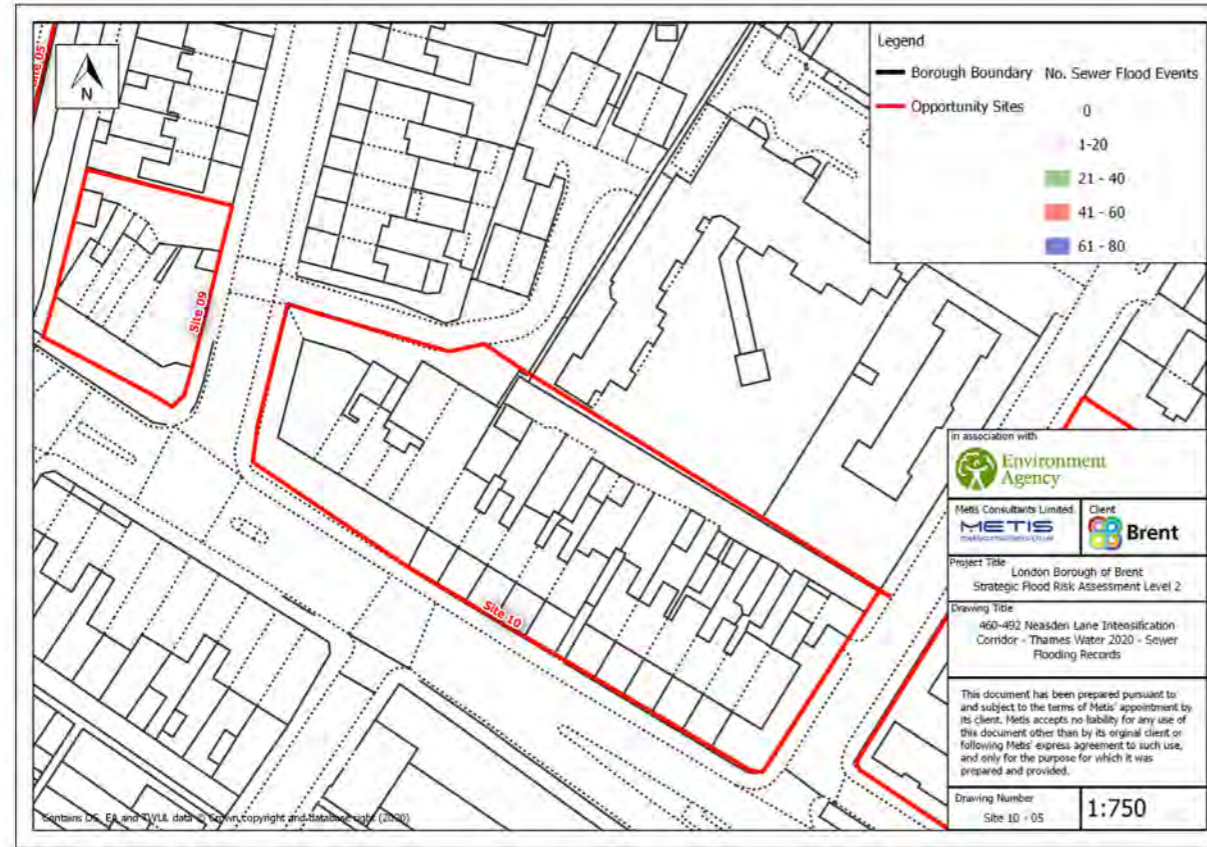 Site 05
N
Site 09
Site 10
Legend
Borough Boundary
Opportunity Sites
No. Sewer Flood Events
0
1-20
21 - 40
41 - 60
61 - 80
in association with
Environment
Agency
Metis Consultants Limited
METIS
Client
Brent
Project Title
London Borough of Brent
Strategic Flood Risk Assessment Level 2
Drawing Title
460-492 Neasden Lane Intensification
Corridor - Thames Water 2020 - Sewer
Flooding Records
This document has been prepared pursuant to
and subject to the terms of Metis' appointment by
its client. Metis accepts no liability for any use of
this document other than by its orginal client or
following Metis' express agreement to such use,
and only for the purpose for which it was
prepared and provided.
Drawing Number
Site 10 - 05
1:750
Contains OS, EA and TWUL data © Crown copyright and database right (2020)